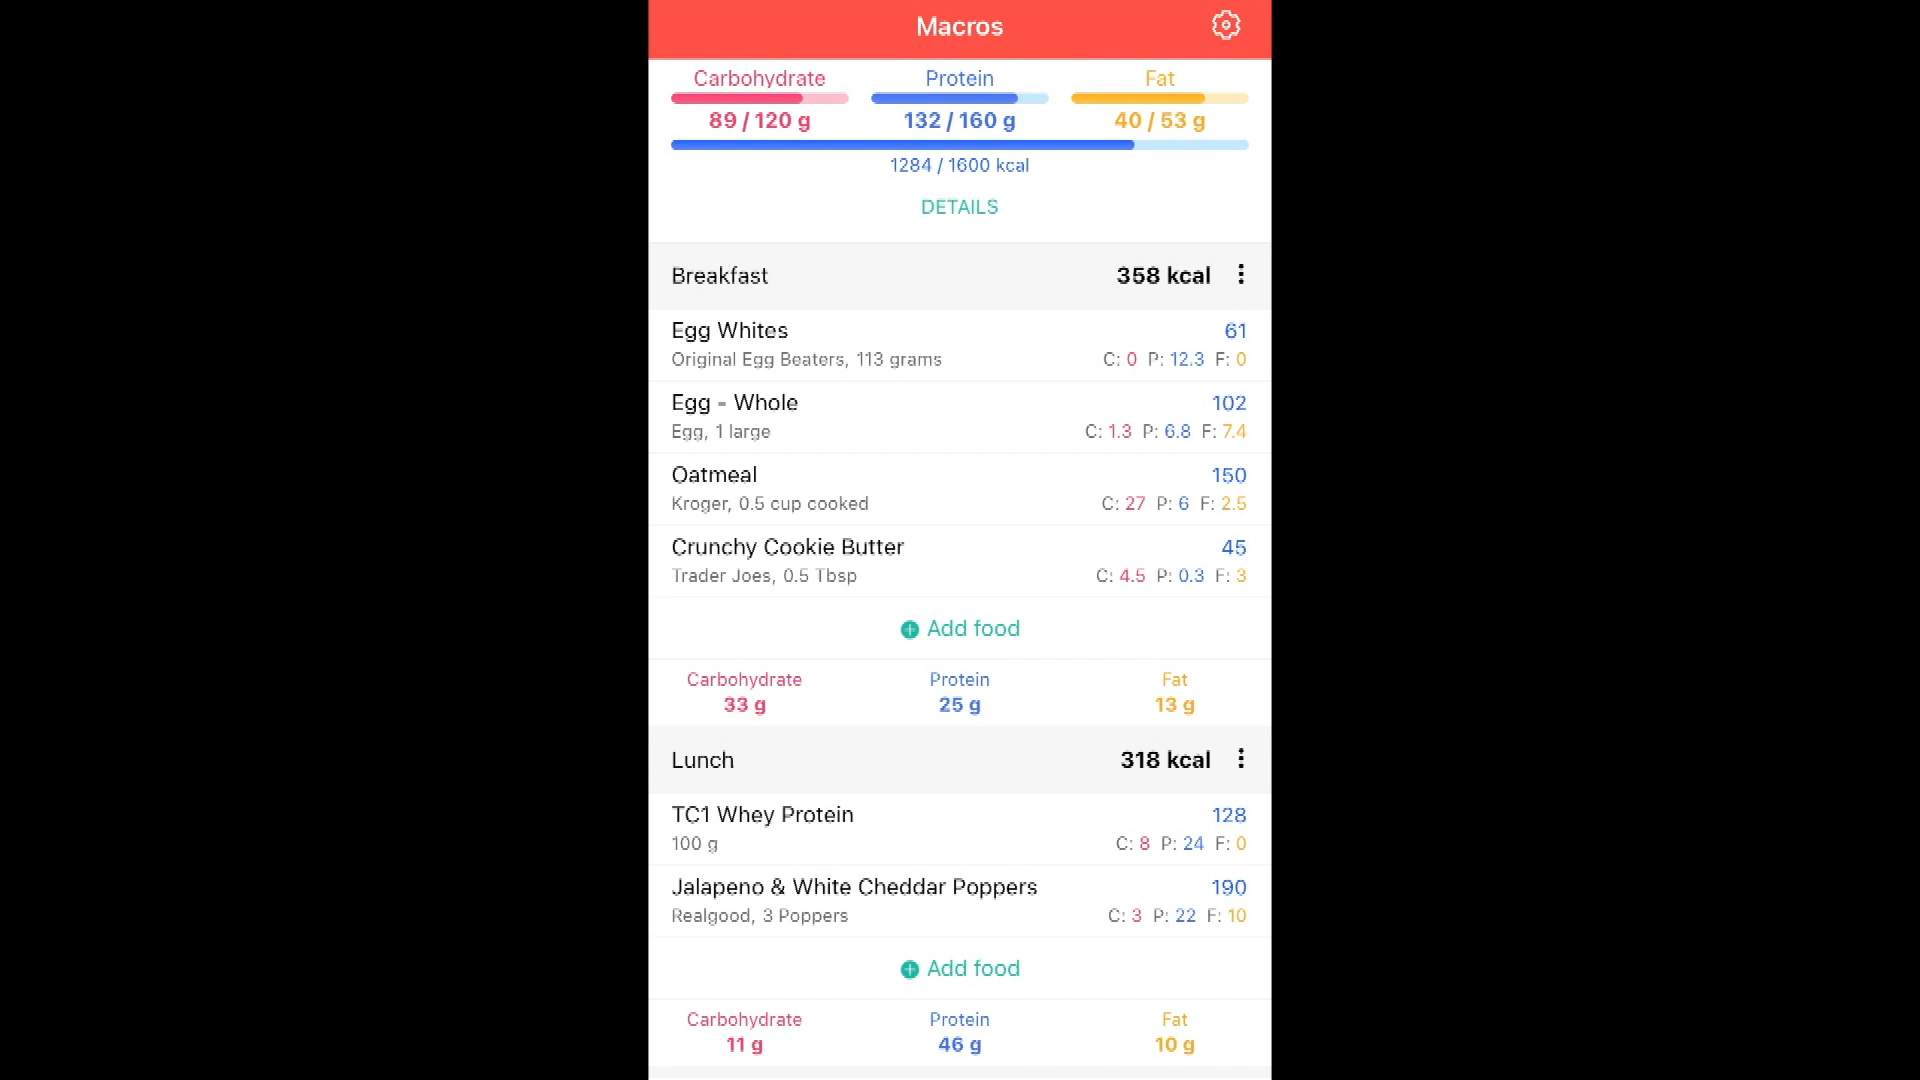 Macros
Carbohydrate Protein Fat
89 / 120 g 132 / 160 g 40 / 53 g
1284 / 1600 kcal
DETAILS
Breakfast 358 kcal
Egg Whites 61
Original Egg Beaters, 113 grams C: 0 P: 12.3 F: 0
Egg - Whole 102
Egg, 1 large C: 1.3 P: 6.8 F: 7.4
Oatmeal 150
Kroger, 0.5 cup cooked C: 27 P: 6 F: 2.5
Crunchy Cookie Butter 45
Trader Joes, 0.5 Tbsp C: 4.5 P: 0.3 F: 3
Add food
Carbohydrate Protein Fat
33 g 25 g 13 g
Lunch 318 kcal
TC1 Whey Protein 128
100 g C: 8 P: 24 F: 0
Jalapeno & White Cheddar Poppers 190
Realgood, 3 Poppers C: 3 P: 22 F: 10
Add food
Carbohydrate Protein Fat
11 g 46 g 10 g